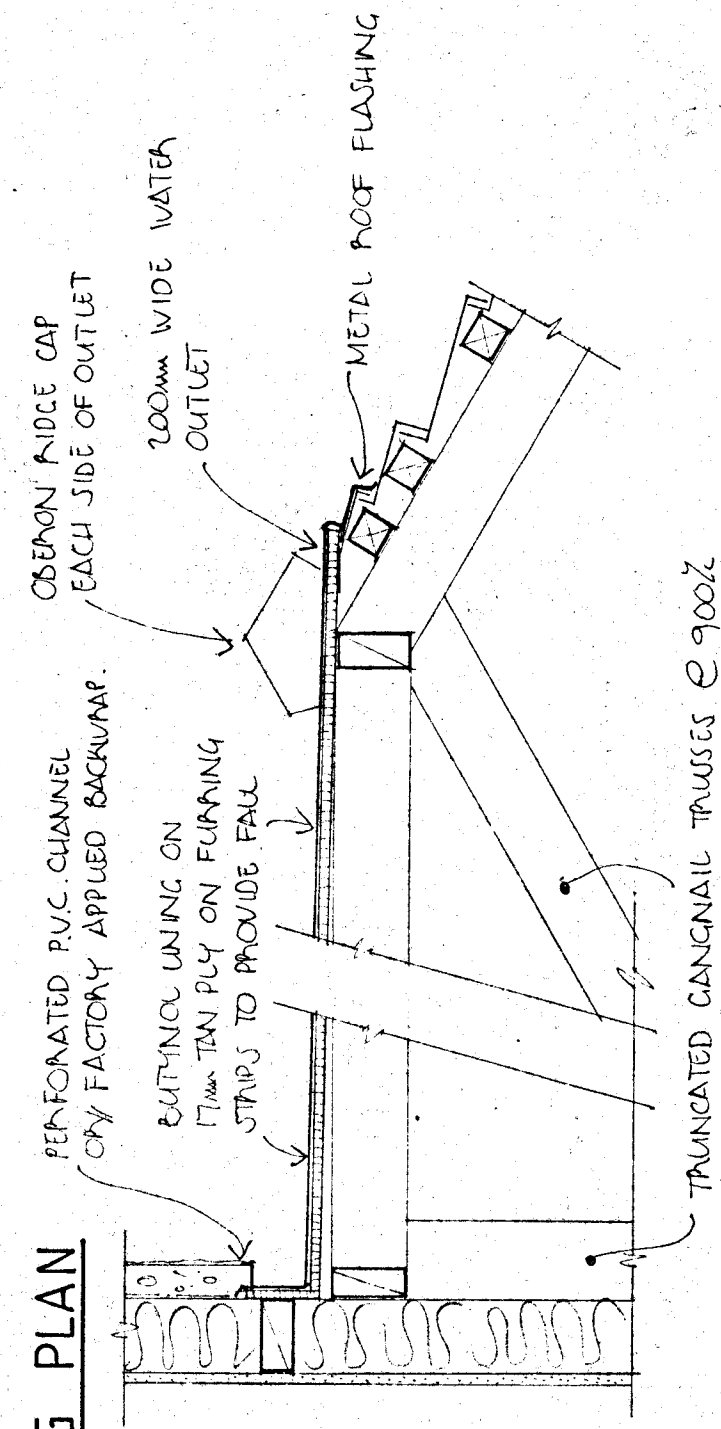 G PLAN
PERFORATED P.V.C. CHANNEL
OR/ FACTORY APPLIED BACKWRAP.
OBERON RIDGE CAP
EACH SIDE OF OUTLET
200mm WIDE WATER
OUTLET
METAL ROOF FLASHING
BUTYNOL LINING ON
17mm TAN PLY ON FURRING
STRIPS TO PROVIDE FALL
TRUNCATED GANGNAIL TRUSSES @ 900%